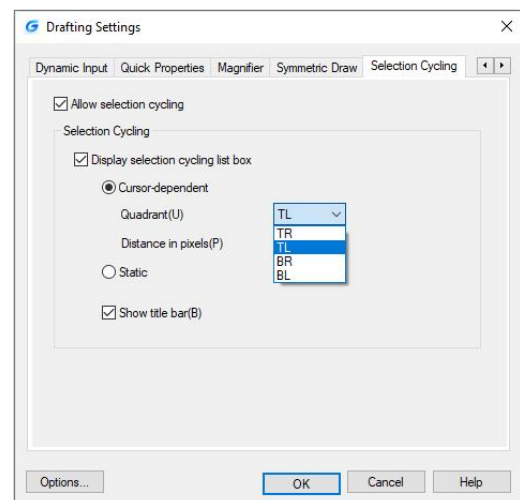 Drafting Settings
Dynamic Input Quick Properties Magnifier Symmetric Draw Selection Cycling
Allow selection cycling
Selection Cycling
Display selection cycling list box
Cursor-dependent
Quadrant(U) TL
TR
TL
BR
BL
Distance in pixels(P)
Static
Show title bar(B)
Options... OK Cancel Help